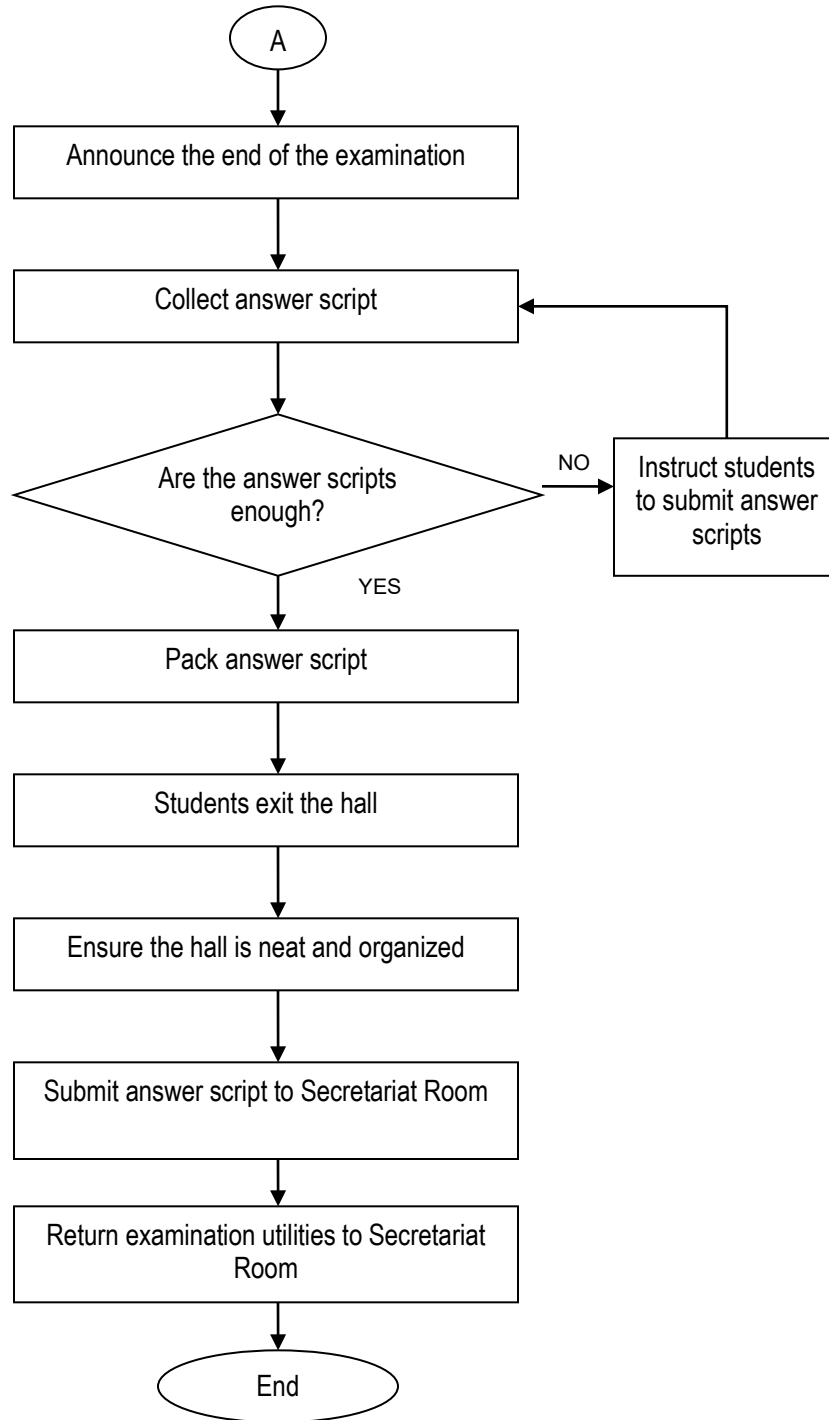 A
Announce the end of the examination
Collect answer script
Are the answer scripts
enough?
NO
Instruct students
to submit answer
scripts
YES
Pack answer script
Students exit the hall
Ensure the hall is neat and organized
Submit answer script to Secretariat Room
Return examination utilities to Secretariat
Room
End